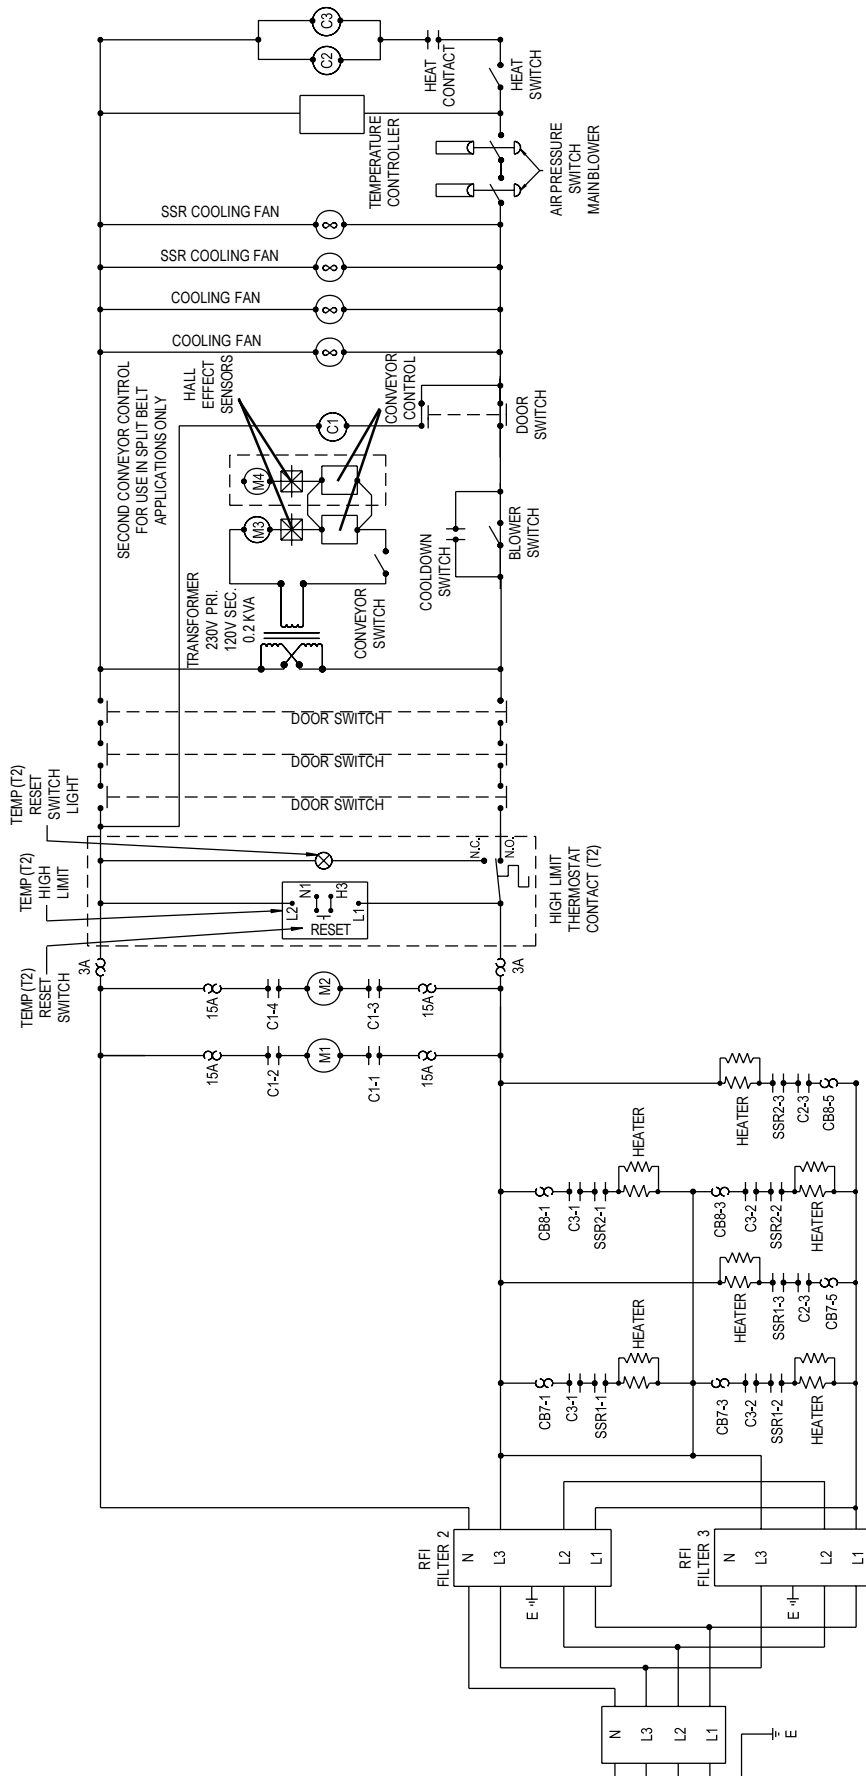 C3
C2
HEAT
CONTACT
HEAT
SWITCH
TEMPERATURE
CONTROLLER
AIR PRESSURE
SWITCH
MAIN BLOWER
SSR COOLING FAN
SSR COOLING FAN
COOLING FAN
COOLING FAN
SECOND CONVEYOR CONTROL
FOR USE IN SPLIT BELT
APPLICATIONS ONLY
HALL
EFFECT
SENSORS
CONVEYOR
CONTROL
C1
DOOR
SWITCH
M4
M3
TRANSFORMER
230V PRI.
120V SEC.
0.2 KVA
CONVEYOR
SWITCH
COOLDOWN
SWITCH
BLOWER
SWITCH
DOOR SWITCH
DOOR SWITCH
DOOR SWITCH
TEMP (T2)
RESET
SWITCH
LIGHT
TEMP (T2)
HIGH
LIMIT
TEMP (T2)
RESET
SWITCH
N.C.
N.O.
L2
N1
H3
L1
RESET
HIGH LIMIT
THERMOSTAT
CONTACT (T2)
3A
3A
15A
C1-4
M2
C1-3
15A
15A
C1-2
M1
C1-1
15A
HEATER
SSR2-3
C2-3
CB8-5
CB8-1
C3-1
SSR2-1
HEATER
CB8-3
C3-2
SSR2-2
HEATER
HEATER
SSR1-3
C2-3
CB7-5
CB7-1
C3-1
SSR1-1
HEATER
CB7-3
C3-2
SSR1-2
HEATER
RFI
FILTER 2
N
L3
L2
L1
E
RFI
FILTER 3
N
L3
L2
L1
E
N
L3
L2
L1
E